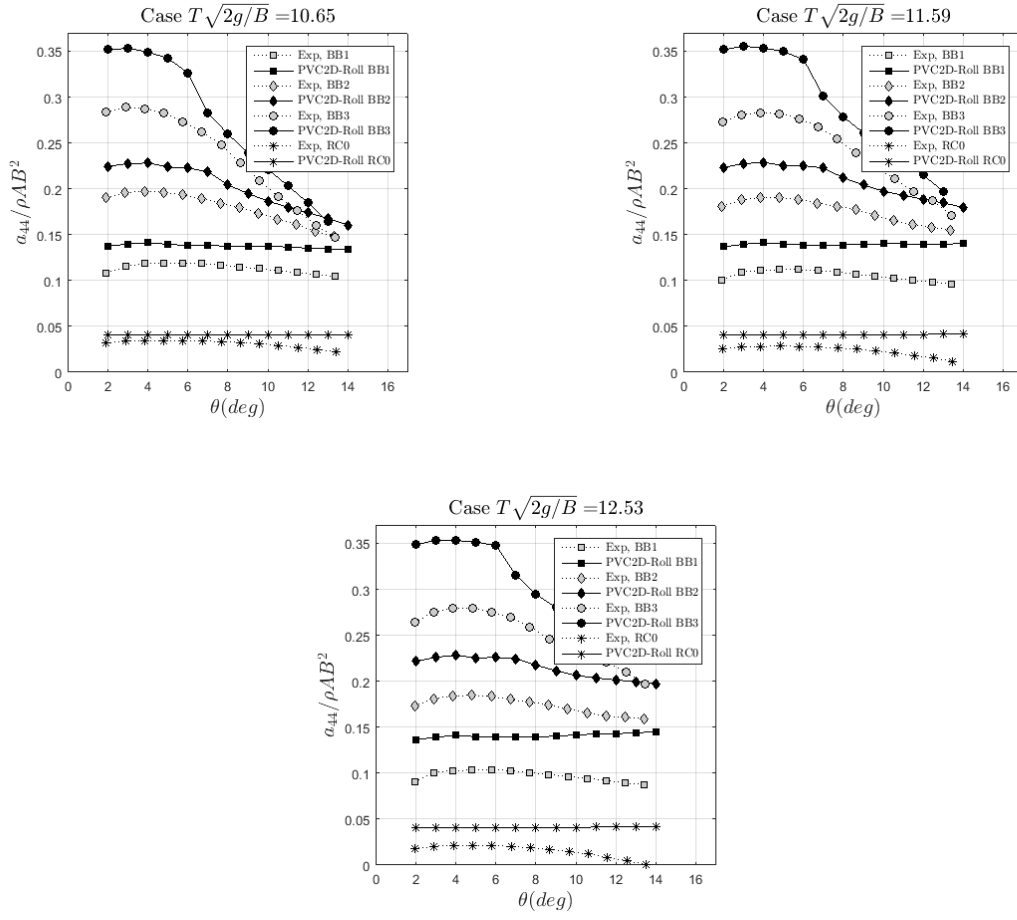 Case T√2g/B =10.65
0.35
0.3
0.25
0.2
0.15
0.1
0.05
0
a44/ρAB²
0 2 4 6 8 10 12 14 16
θ(deg)
Exp, BB1
PVC2D-Roll BB1
Exp, BB2
PVC2D-Roll BB2
Exp, BB3
PVC2D-Roll BB3
Exp, RC0
PVC2D-Roll RC0
Case T√2g/B =11.59
0.35
0.3
0.25
0.2
0.15
0.1
0.05
0
a44/ρAB²
0 2 4 6 8 10 12 14 16
θ(deg)
Exp, BB1
PVC2D-Roll BB1
Exp, BB2
PVC2D-Roll BB2
Exp, BB3
PVC2D-Roll BB3
Exp, RC0
PVC2D-Roll RC0
Case T√2g/B =12.53
0.35
0.3
0.25
0.2
0.15
0.1
0.05
0
a44/ρAB²
0 2 4 6 8 10 12 14 16
θ(deg)
Exp, BB1
PVC2D-Roll BB1
Exp, BB2
PVC2D-Roll BB2
Exp, BB3
PVC2D-Roll BB3
Exp, RC0
PVC2D-Roll RC0